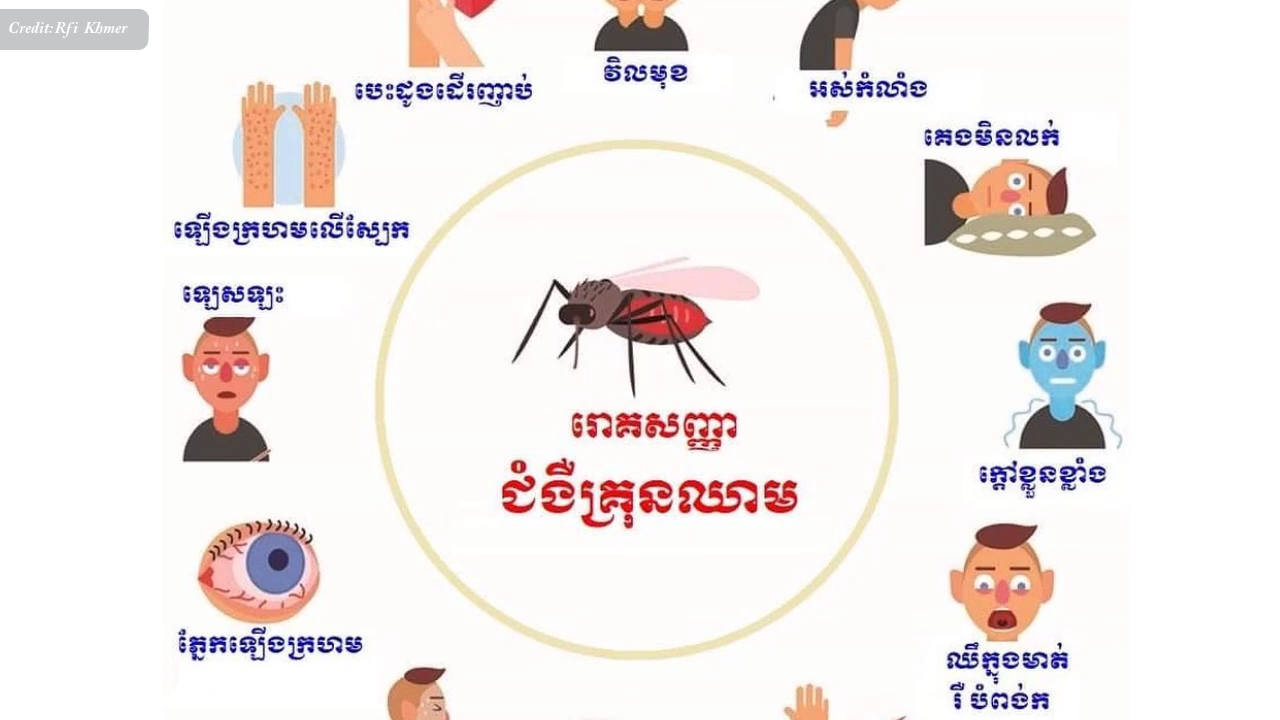 Credit:Rfi Khmer
វិលមុខ
បេះដូងដើរញាប់
អស់កំលាំង
គេងមិនលក់
ឡើងក្រហមលើស្បែក
ឡេសឡះ
រោគសញ្ញា
ជំងឺគ្រុនឈាម
ក្តៅខ្លួនខ្លាំង
ភ្នែកឡើងក្រហម
ឈឺក្នុងមាត់
រឺ បំពង់ក